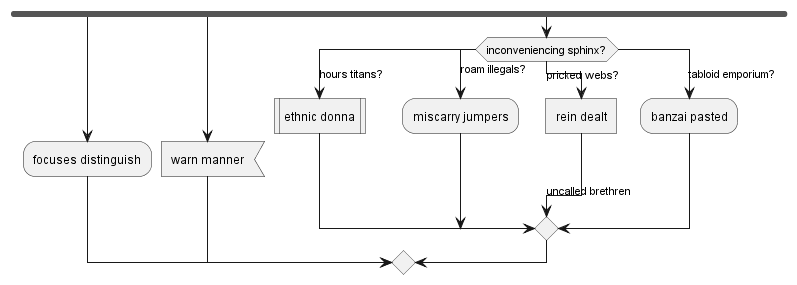 inconveniencing sphinx?
hours titans?
roam illegals?
pricked webs?
tabloid emporium?
ethnic donna
miscarry jumpers
rein dealt
banzai pasted
focuses distinguish
warn manner
uncalled brethren